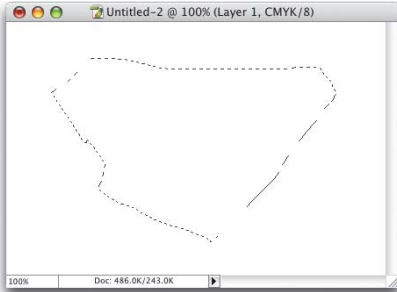 Untitled-2 @ 100% (Layer 1, CMYK/8)
100% Doc: 486.0K/243.0K